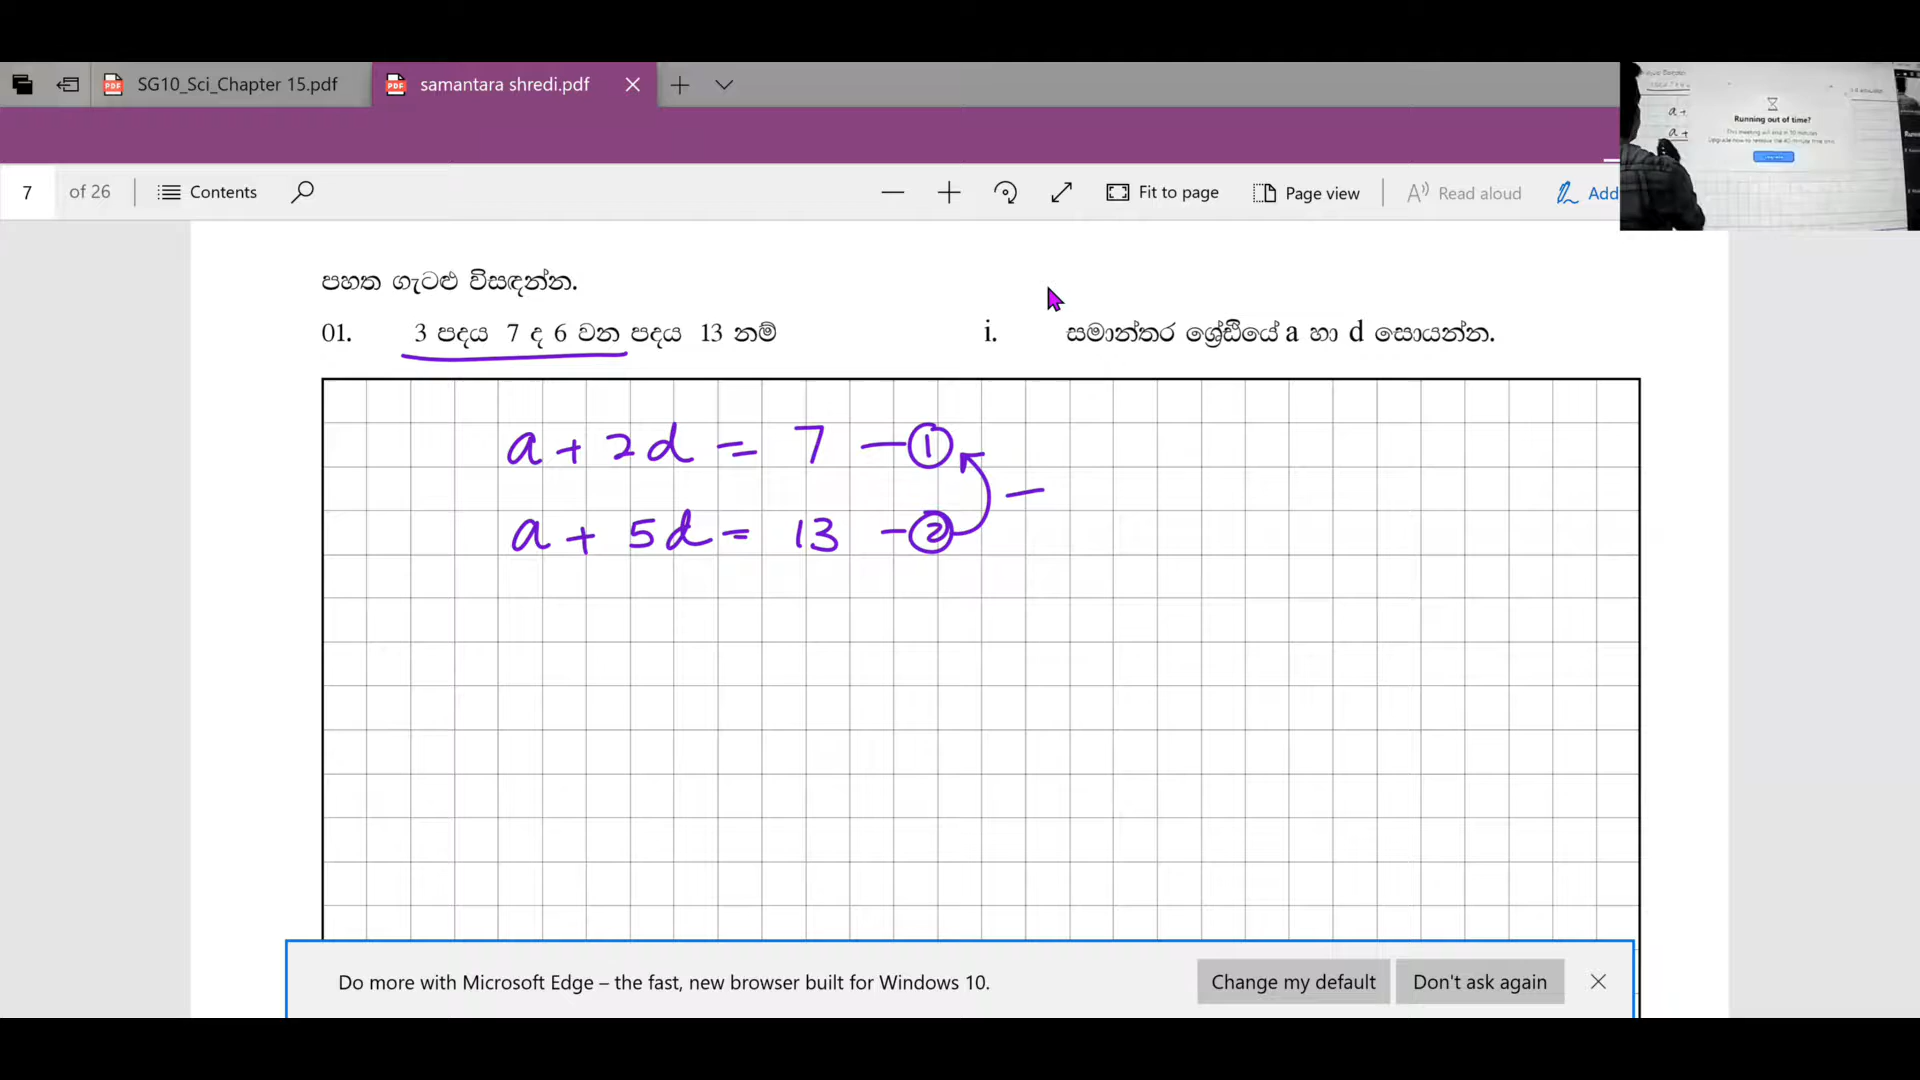 SG10_Sci_Chapter 15.pdf
samantara shredi.pdf
7 of 26
Contents
Fit to page
Page view
Read aloud
Add
Running out of time?
a+
a+
පහත ගැටළු විසඳන්න.
01. 3 පදය 7 ද 6 වන පදය 13 නම්
i. සමාන්තර ශ්‍රේඪියේ a හා d සොයන්න.
a + 2d = 7 — ①
a + 5d = 13 - ②
—
Do more with Microsoft Edge – the fast, new browser built for Windows 10.
Change my default
Don't ask again